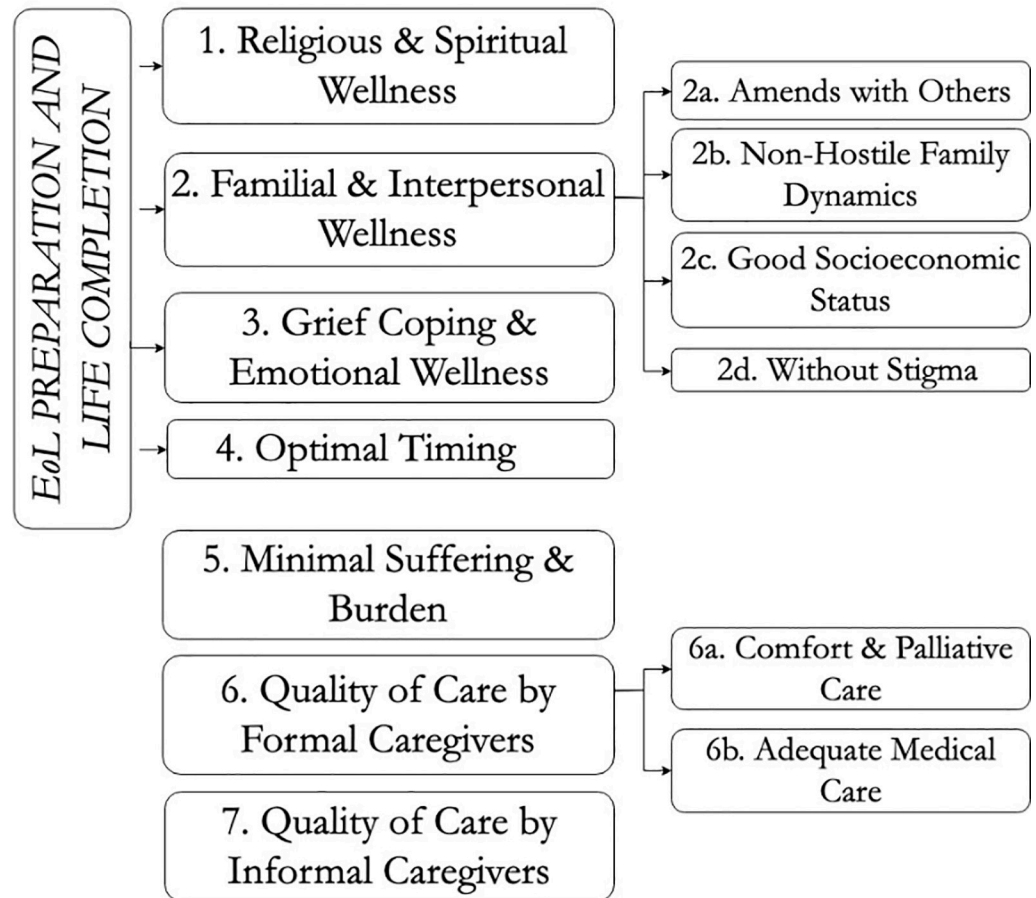 EoL PREPARATION AND
LIFE COMPLETION
1. Religious & Spiritual
Wellness
2. Familial & Interpersonal
Wellness
2a. Amends with Others
2b. Non-Hostile Family
Dynamics
2c. Good Socioeconomic
Status
2d. Without Stigma
3. Grief Coping &
Emotional Wellness
4. Optimal Timing
5. Minimal Suffering &
Burden
6. Quality of Care by
Formal Caregivers
6a. Comfort & Palliative
Care
6b. Adequate Medical
Care
7. Quality of Care by
Informal Caregivers